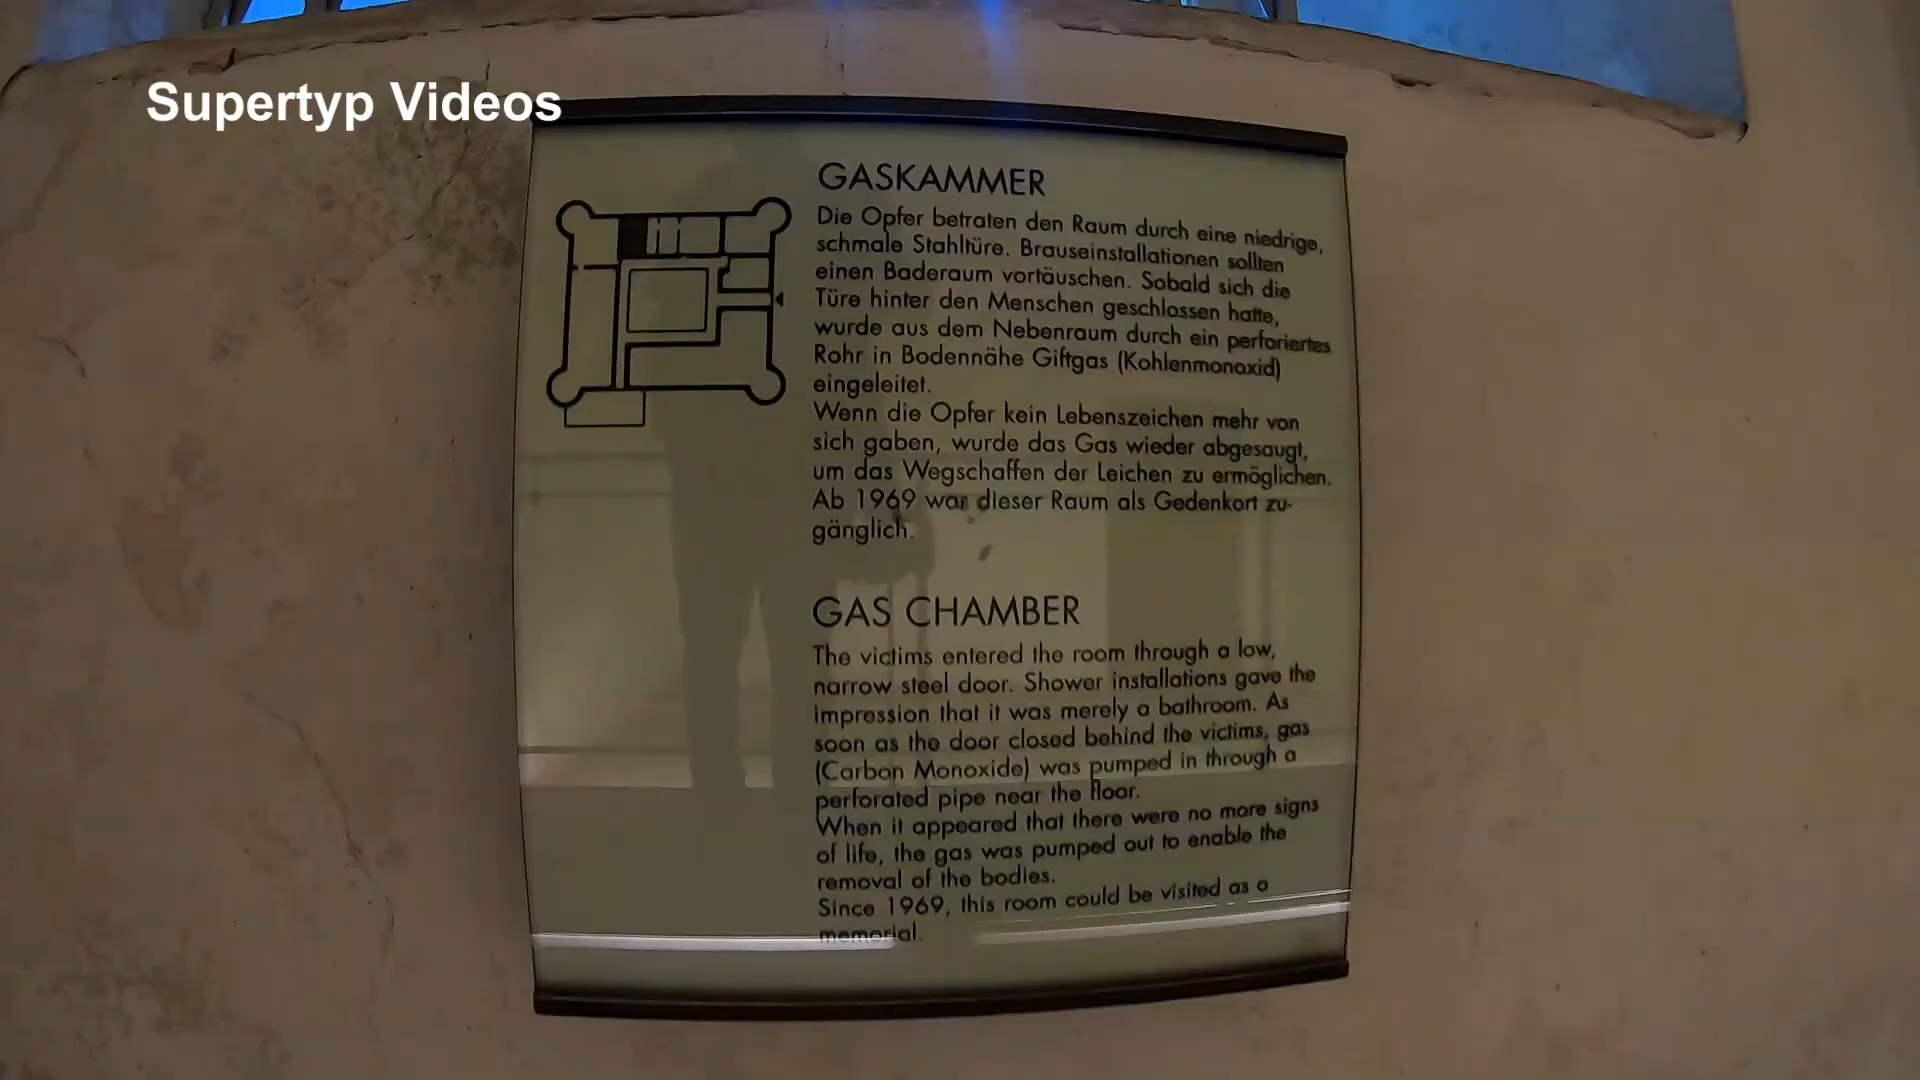 Supertyp Videos
GASKAMMER
Die Opfer betraten den Raum durch eine niedrige,
schmale Stahltüre. Brauseinstallationen sollten
einen Baderaum vortäuschen. Sobald sich die
Türe hinter den Menschen geschlossen hatte,
wurde aus dem Nebenraum durch ein perforiertes
Rohr in Bodennähe Giftgas (Kohlenmonoxid)
eingeleitet.
Wenn die Opfer kein Lebenszeichen mehr von
sich gaben, wurde das Gas wieder abgesaugt,
um das Wegschaffen der Leichen zu ermöglichen.
Ab 1969 war dieser Raum als Gedenkort zu-
gänglich.
GAS CHAMBER
The victims entered the room through a low,
narrow steel door. Shower installations gave the
impression that it was merely a bathroom. As
soon as the door closed behind the victims, gas
(Carbon Monoxide) was pumped in through a
perforated pipe near the floor.
When it appeared that there were no more signs
of life, the gas was pumped out to enable the
removal of the bodies.
Since 1969, this room could be visited as a
memorial.